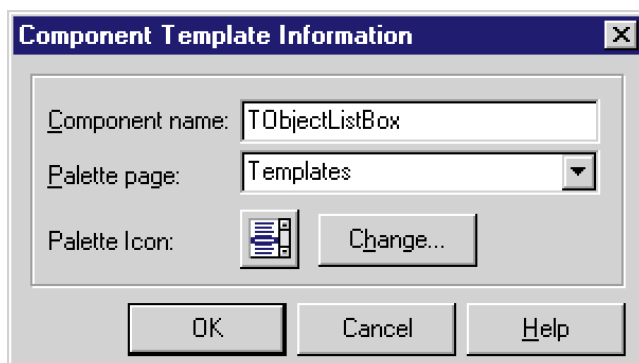 Component Template Information
Component name: TObjectListBox
Palette page: Templates
Palette Icon: Change...
OK Cancel Help